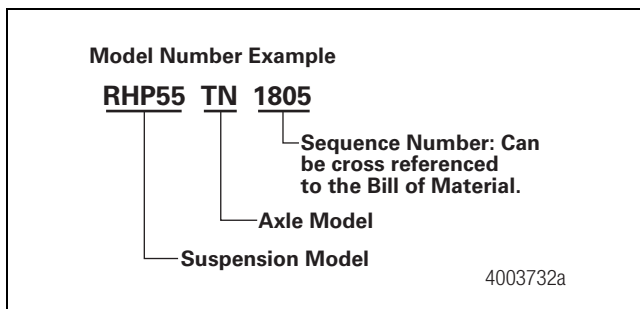 Model Number Example
RHP55 TN 1805
Sequence Number: Can
be cross referenced
to the Bill of Material.
Axle Model
Suspension Model
4003732a